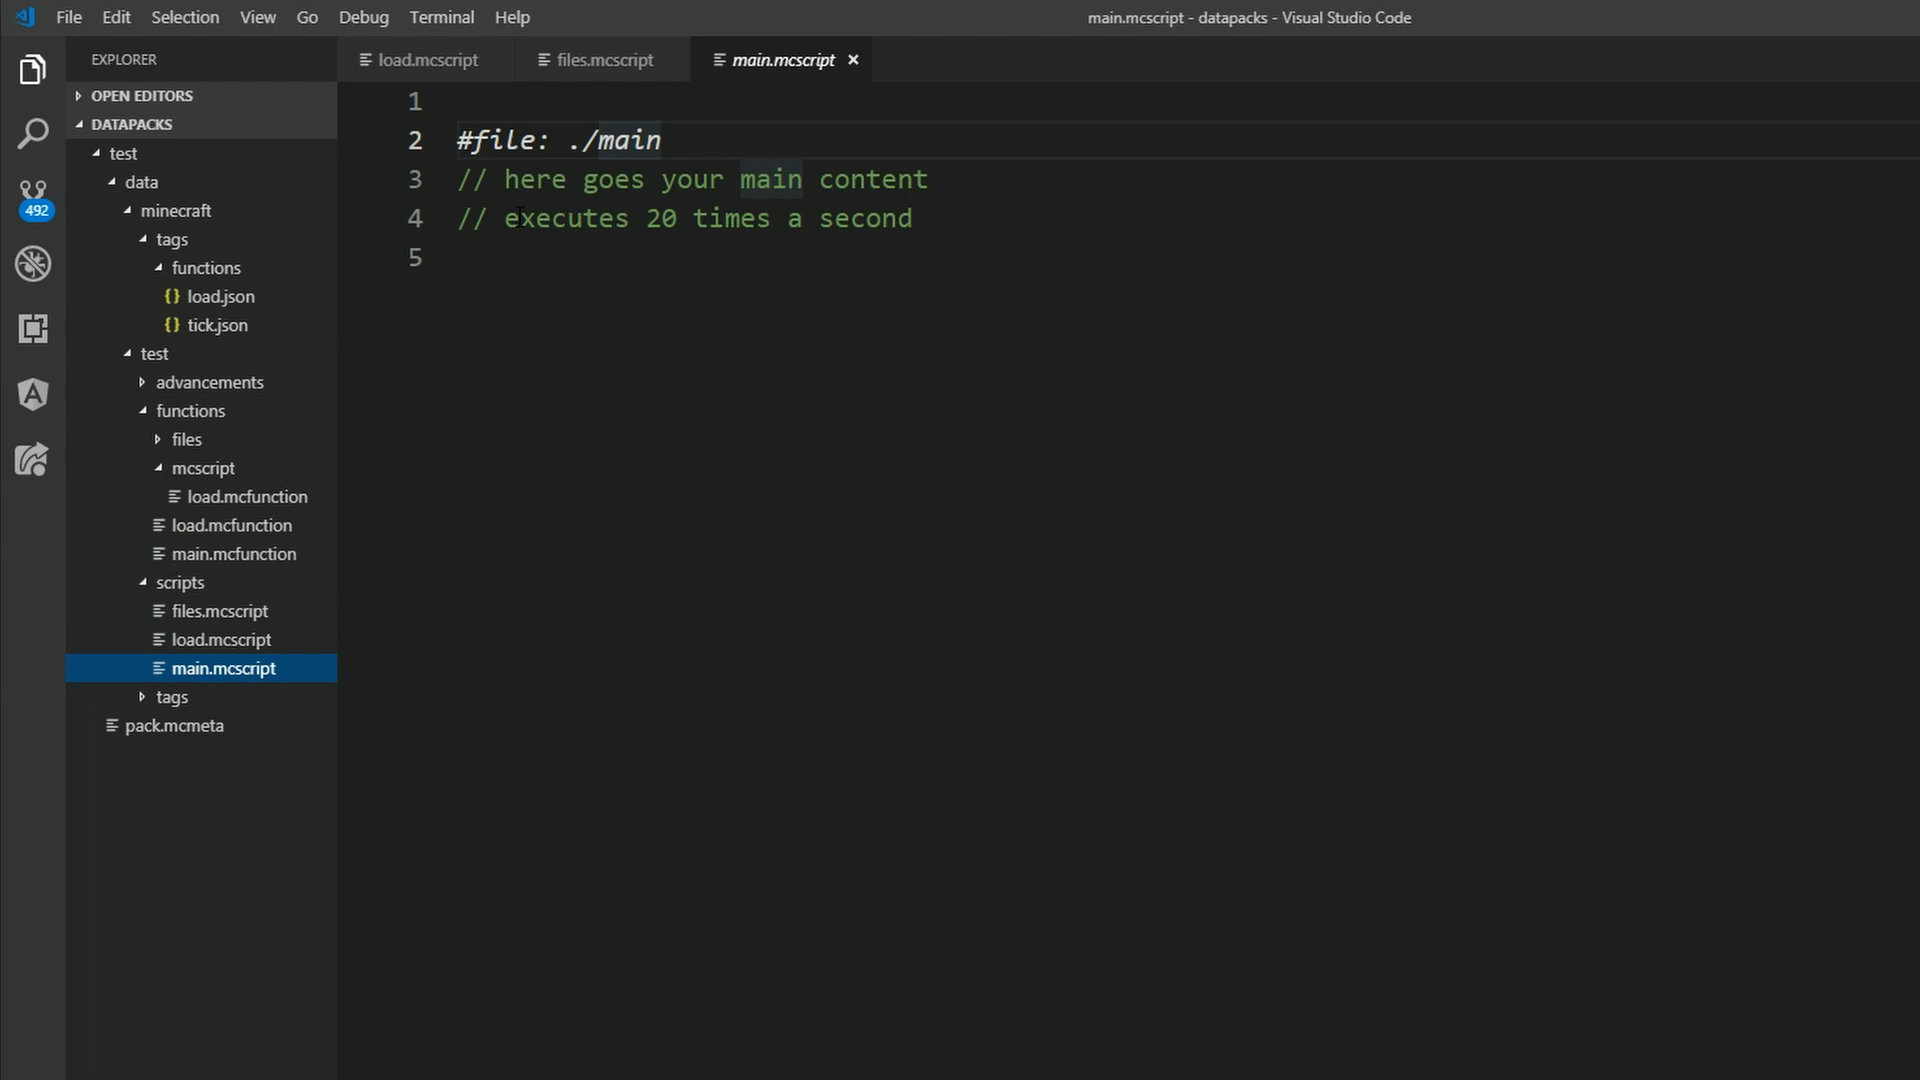 File Edit Selection View Go Debug Terminal Help
main.mcscript - datapacks - Visual Studio Code
EXPLORER
load.mcscript
files.mcscript
main.mcscript
OPEN EDITORS
DATAPACKS
test
data
minecraft
tags
functions
{} load.json
{} tick.json
test
advancements
functions
files
mcscript
load.mcfunction
load.mcfunction
main.mcfunction
scripts
files.mcscript
load.mcscript
main.mcscript
tags
pack.mcmeta
492
1
2 #file: ./main
3 // here goes your main content
4 // executes 20 times a second
5